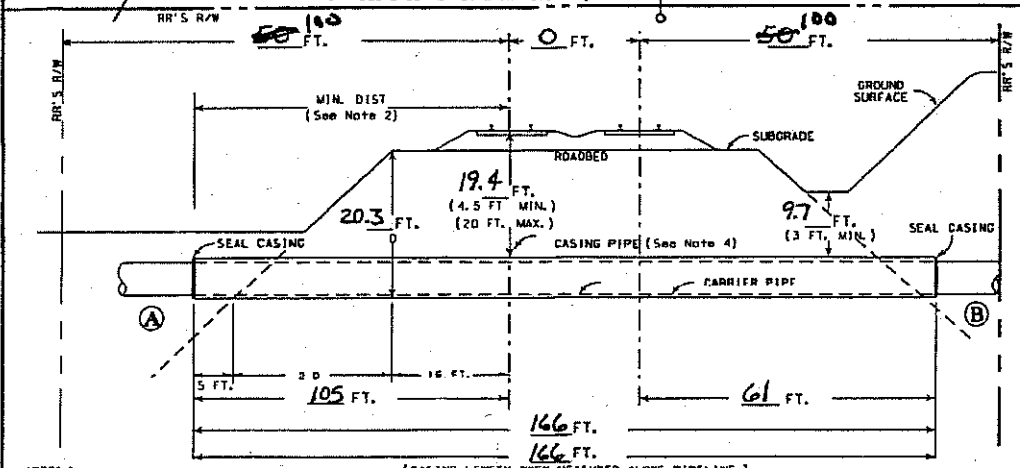 RR'S R/W
50 100 FT.
0 FT.
50 100
RR'S R/W
RR'S R/W
MIN. DIST
(See Note 2)
GROUND
SURFACE
SUBGRADE
ROADBED
19.4 FT.
(4.5 FT MIN.)
(20 FT. MAX.)
20.3 FT.
D
9.7 FT.
(3 FT. MIN.)
SEAL CASING
CASING PIPE (See Note 4)
SEAL CASING
CARRIER PIPE
A
B
5 FT.
2 D
105 FT.
61 FT.
166 FT.
166 FT.